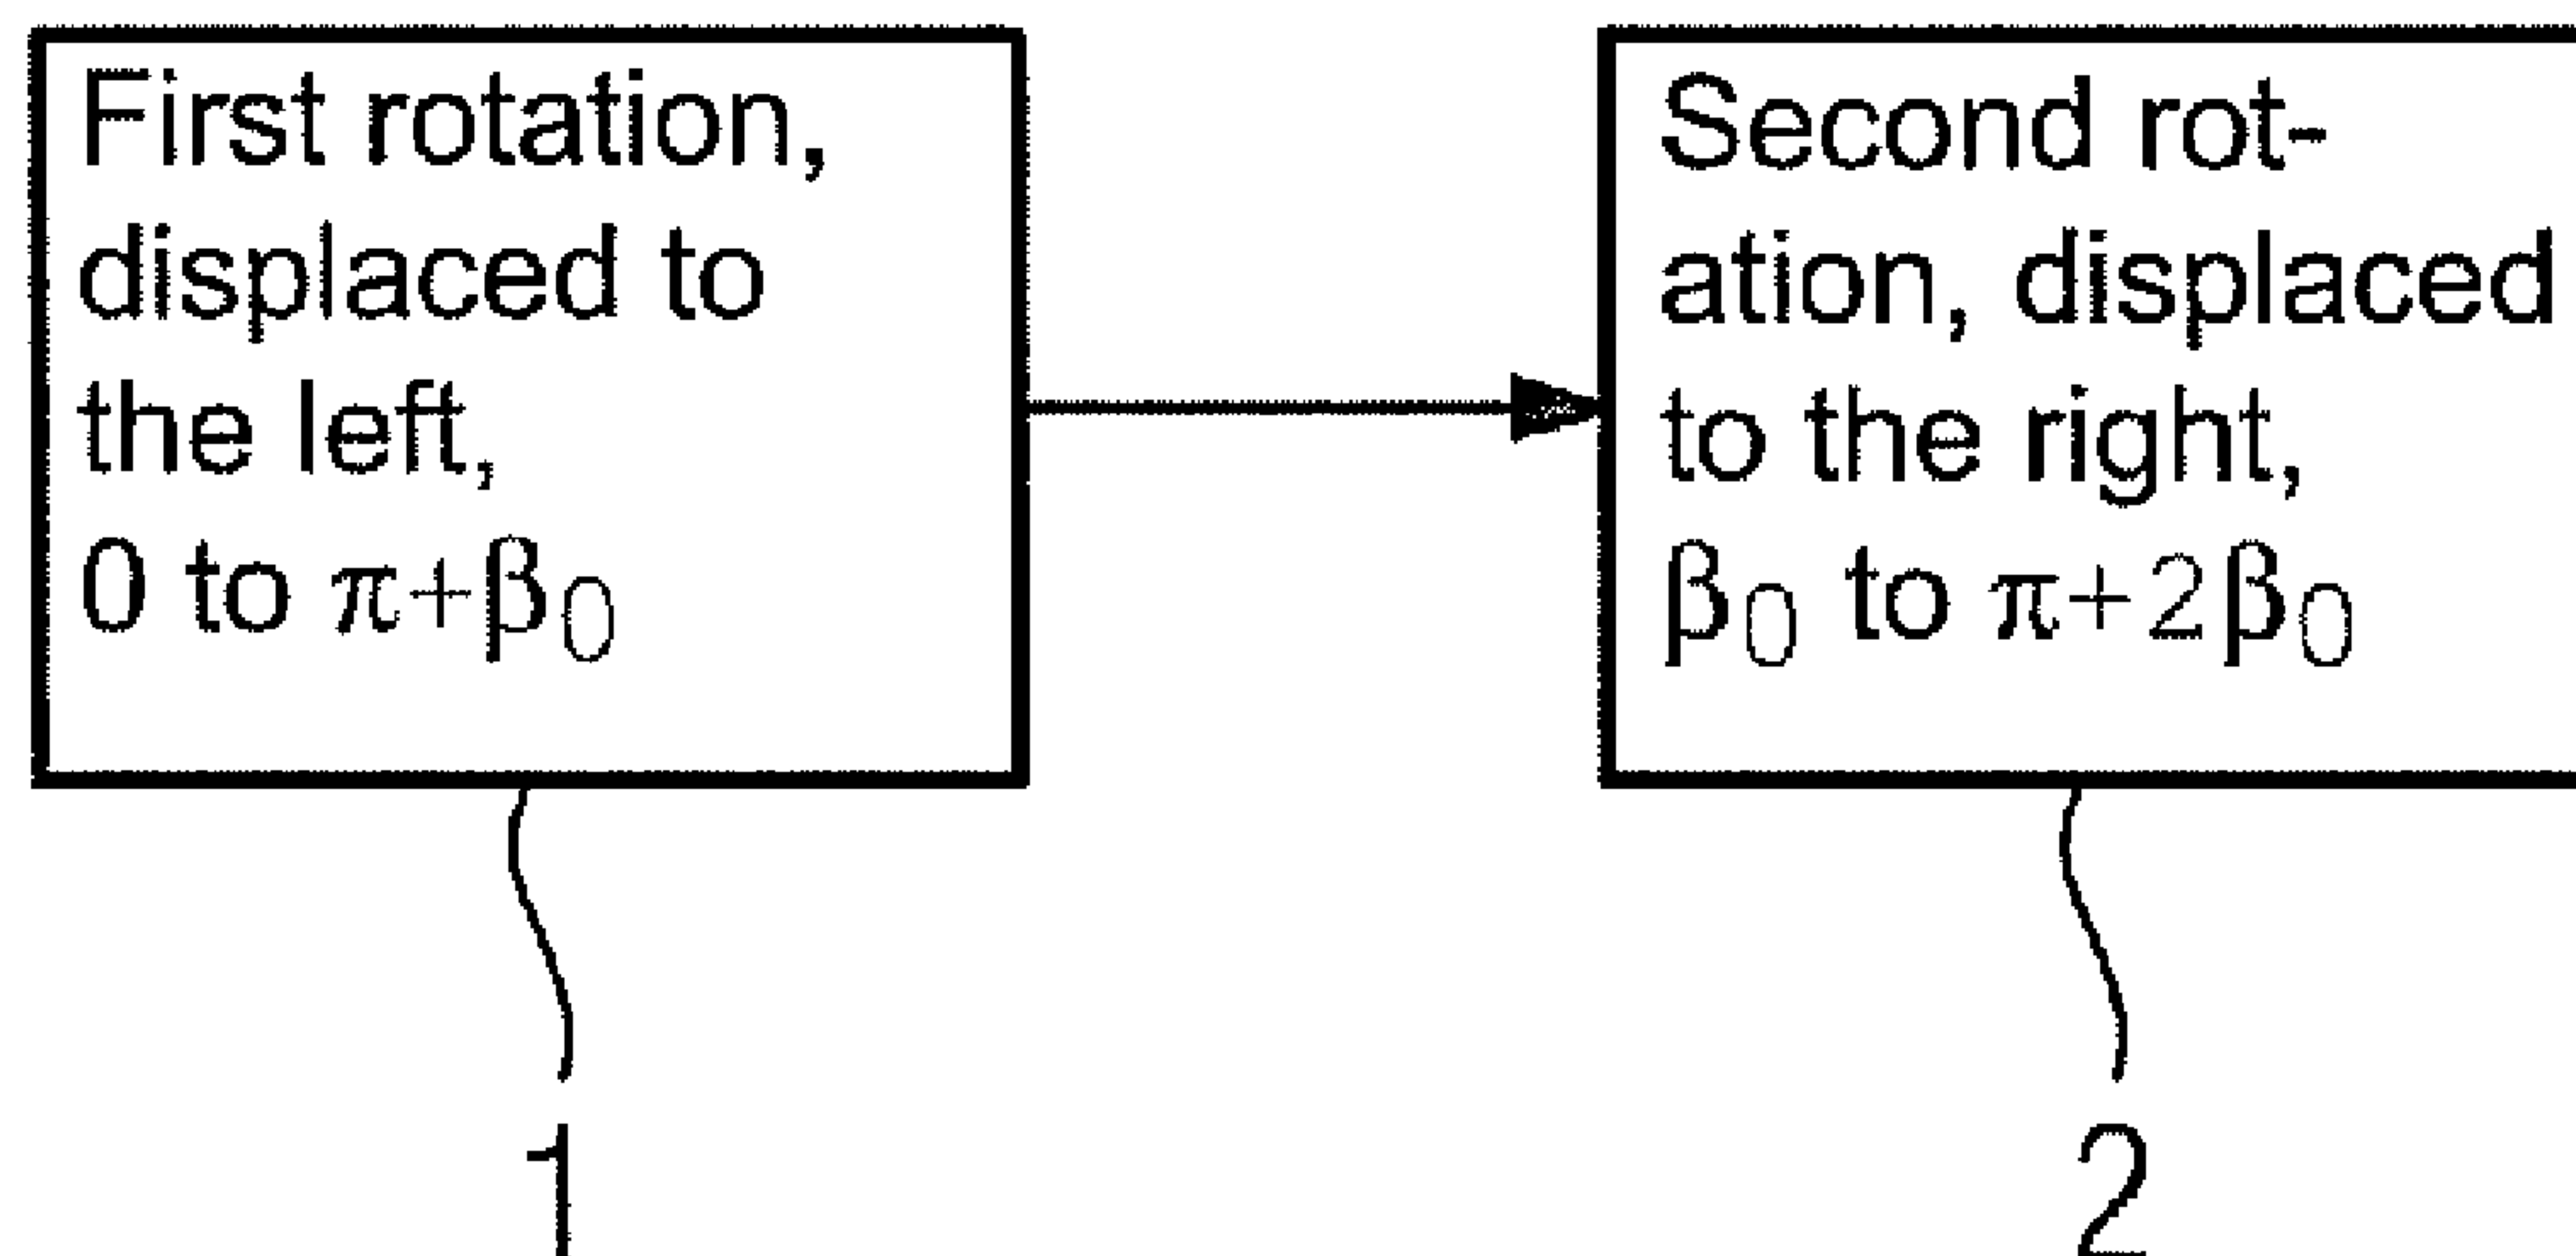 First rotation,
displaced to
the left,
0 to π+β₀
Second rot-
ation, displaced
to the right,
β₀ to π+2β₀
1
2